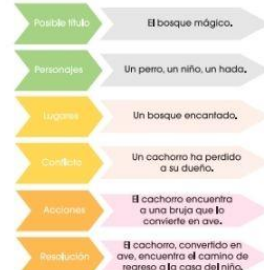 Posible título
El bosque mágico.
Personajes
Un perro, un niño, un hada.
Lugares
Un bosque encantado.
Conflicto
Un cachorro ha perdido
a su dueño.
Acciones
El cachorro encuentra
a una bruja que lo
convierte en ave.
Resolución
El cachorro, convertido en
ave, encuentra el camino de
regreso a la casa del niño.